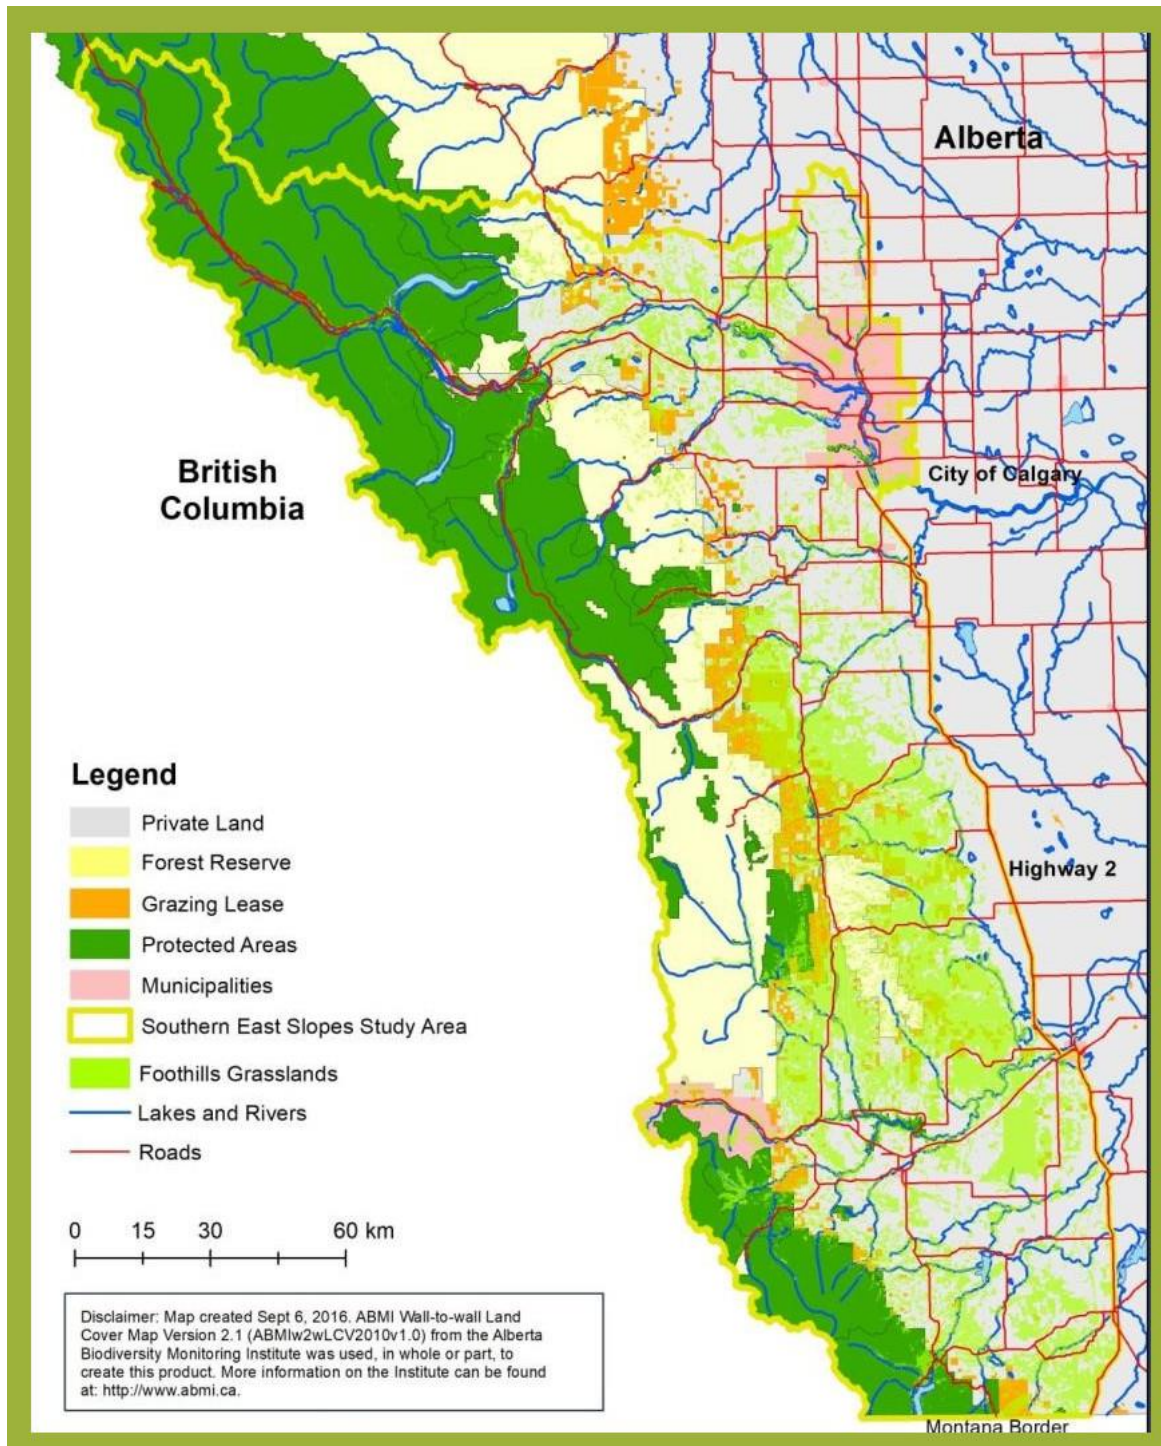 Alberta
British
Columbia
City of Calgary
Legend
Private Land
Forest Reserve
Grazing Lease
Protected Areas
Municipalities
Southern East Slopes Study Area
Foothills Grasslands
Lakes and Rivers
Roads
Highway 2
0 15 30 60 km
Disclaimer: Map created Sept 6, 2016. ABMI Wall-to-wall Land
Cover Map Version 2.1 (ABMIw2wLCV2010v1.0) from the Alberta
Biodiversity Monitoring Institute was used, in whole or part, to
create this product. More information on the Institute can be found
at: http://www.abmi.ca.
Montana Border